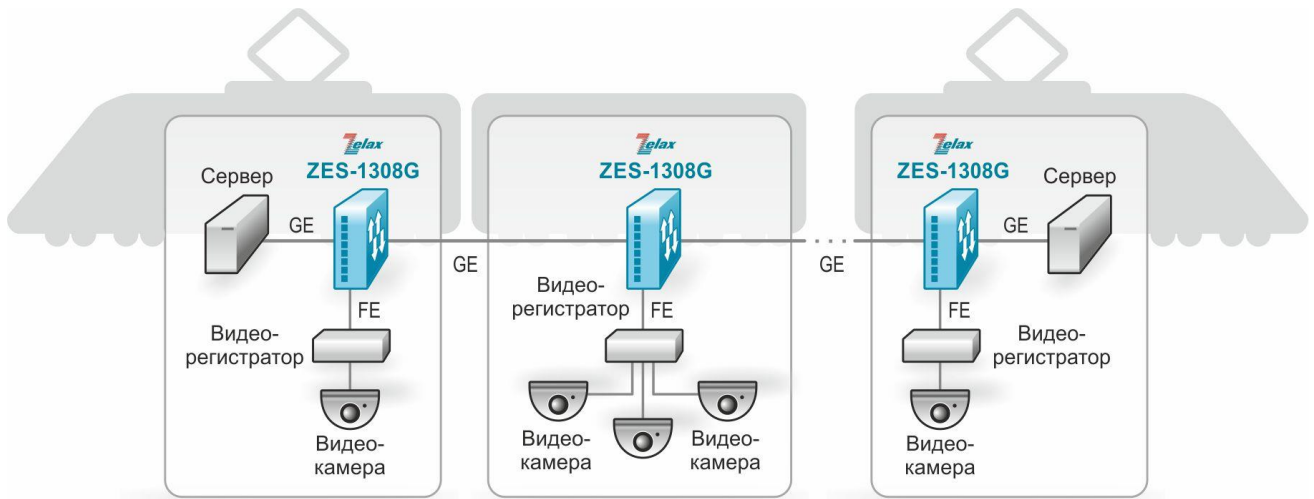 Zelax
ZES-1308G
Сервер
GE
FE
Видео-
регистратор
Видео-
камера
GE
Zelax
ZES-1308G
Видео-
регистратор
Видео-
камера
Видео-
камера
GE
Zelax
ZES-1308G
Сервер
GE
FE
Видео-
регистратор
Видео-
камера